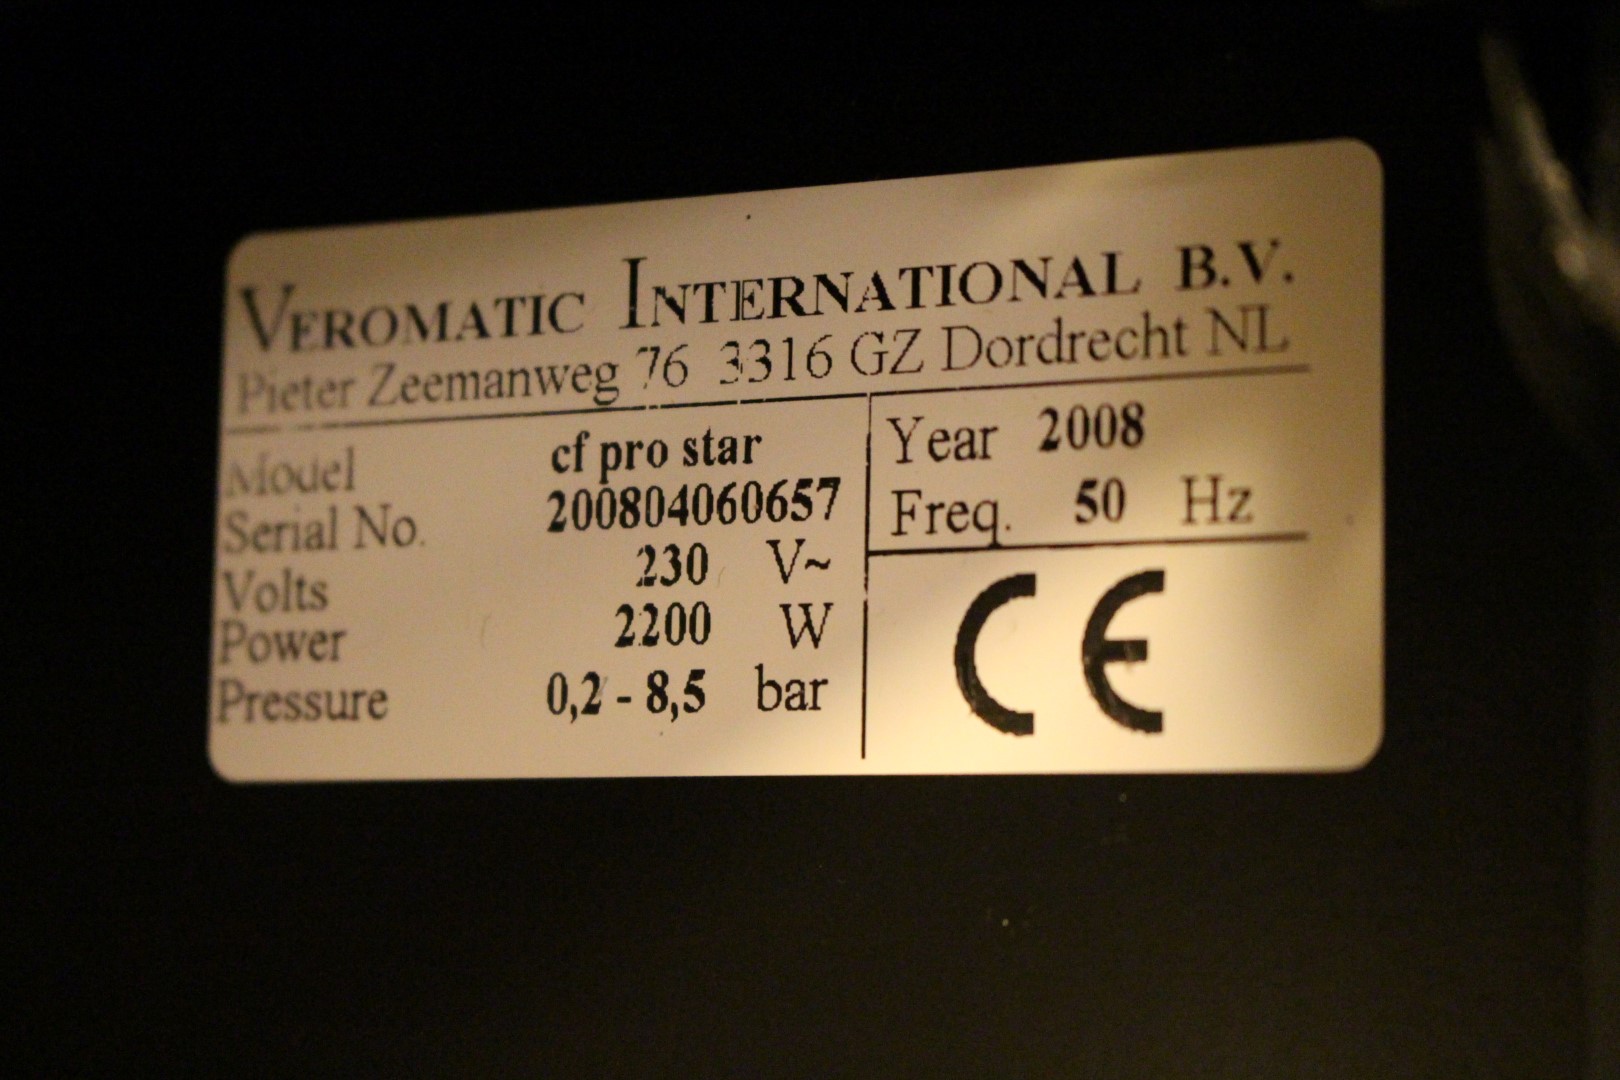 VEROMATIC INTERNATIONAL B.V.
Pieter Zeemanweg 76 3316 GZ Dordrecht NL
Model cf pro star
Serial No. 200804060657
Volts 230 V~
Power 2200 W
Pressure 0,2 - 8,5 bar
Year 2008
Freq. 50 Hz
CE